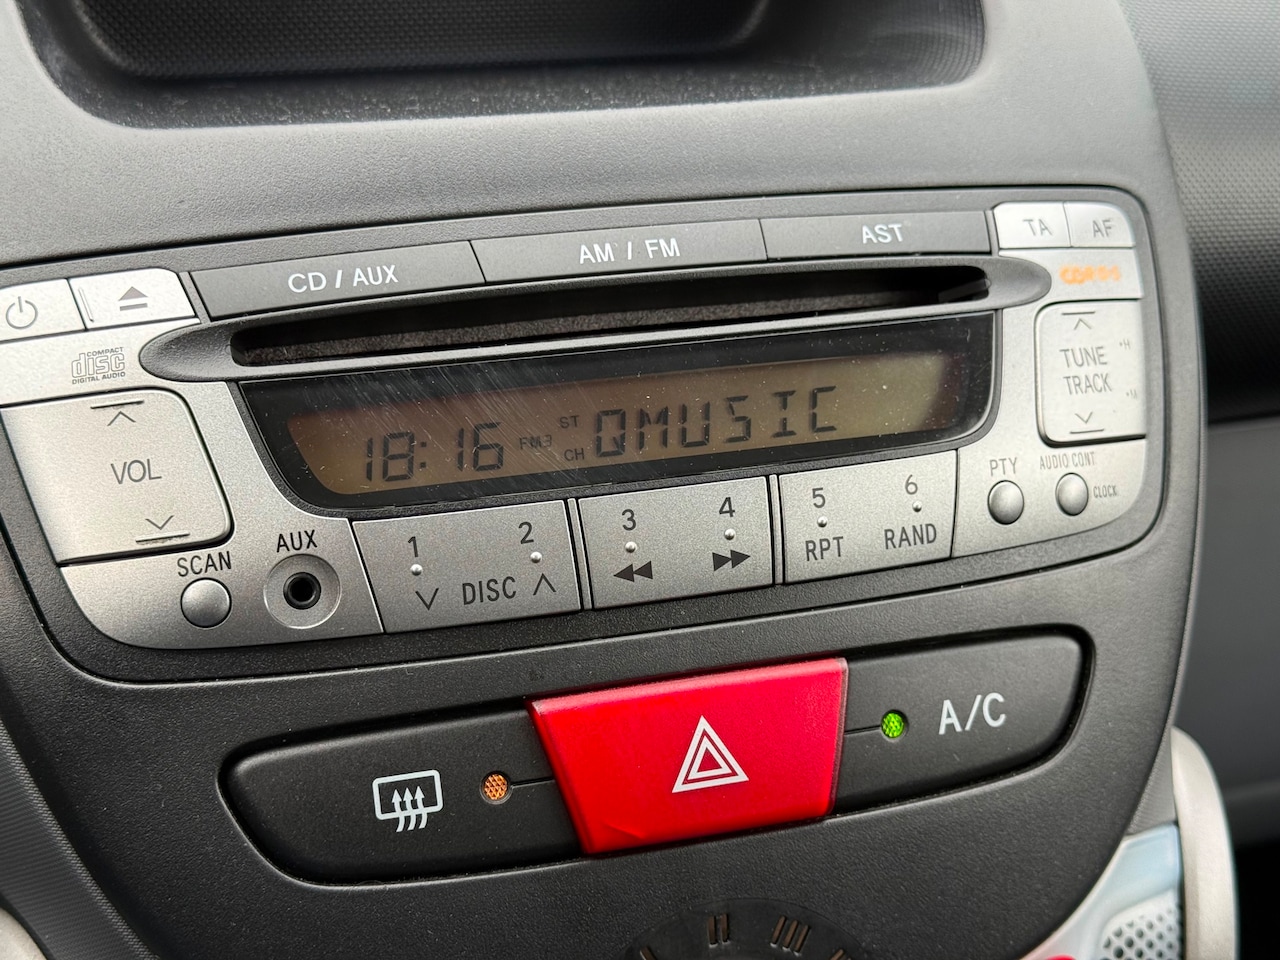 AST
TA
AF
AM / FM
CD / AUX
COMPACT
disc
DIGITAL AUDIO
18:16 FM3 ST CH QMUSIC
TUNE
TRACK
•H
•M
VOL
PTY
AUDIO CONT
CLOCK
SCAN
AUX
1
2
DISC
3
4
5
RPT
6
RAND
A/C